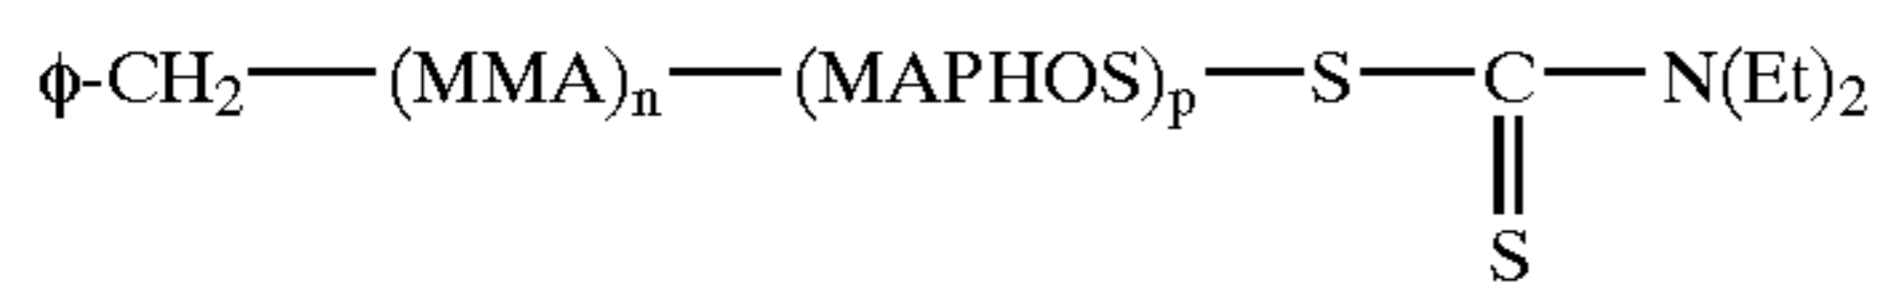 ϕ-CH₂—(MMA)ₙ—(MAPHOS)ₚ—S—C—N(Et)₂
S